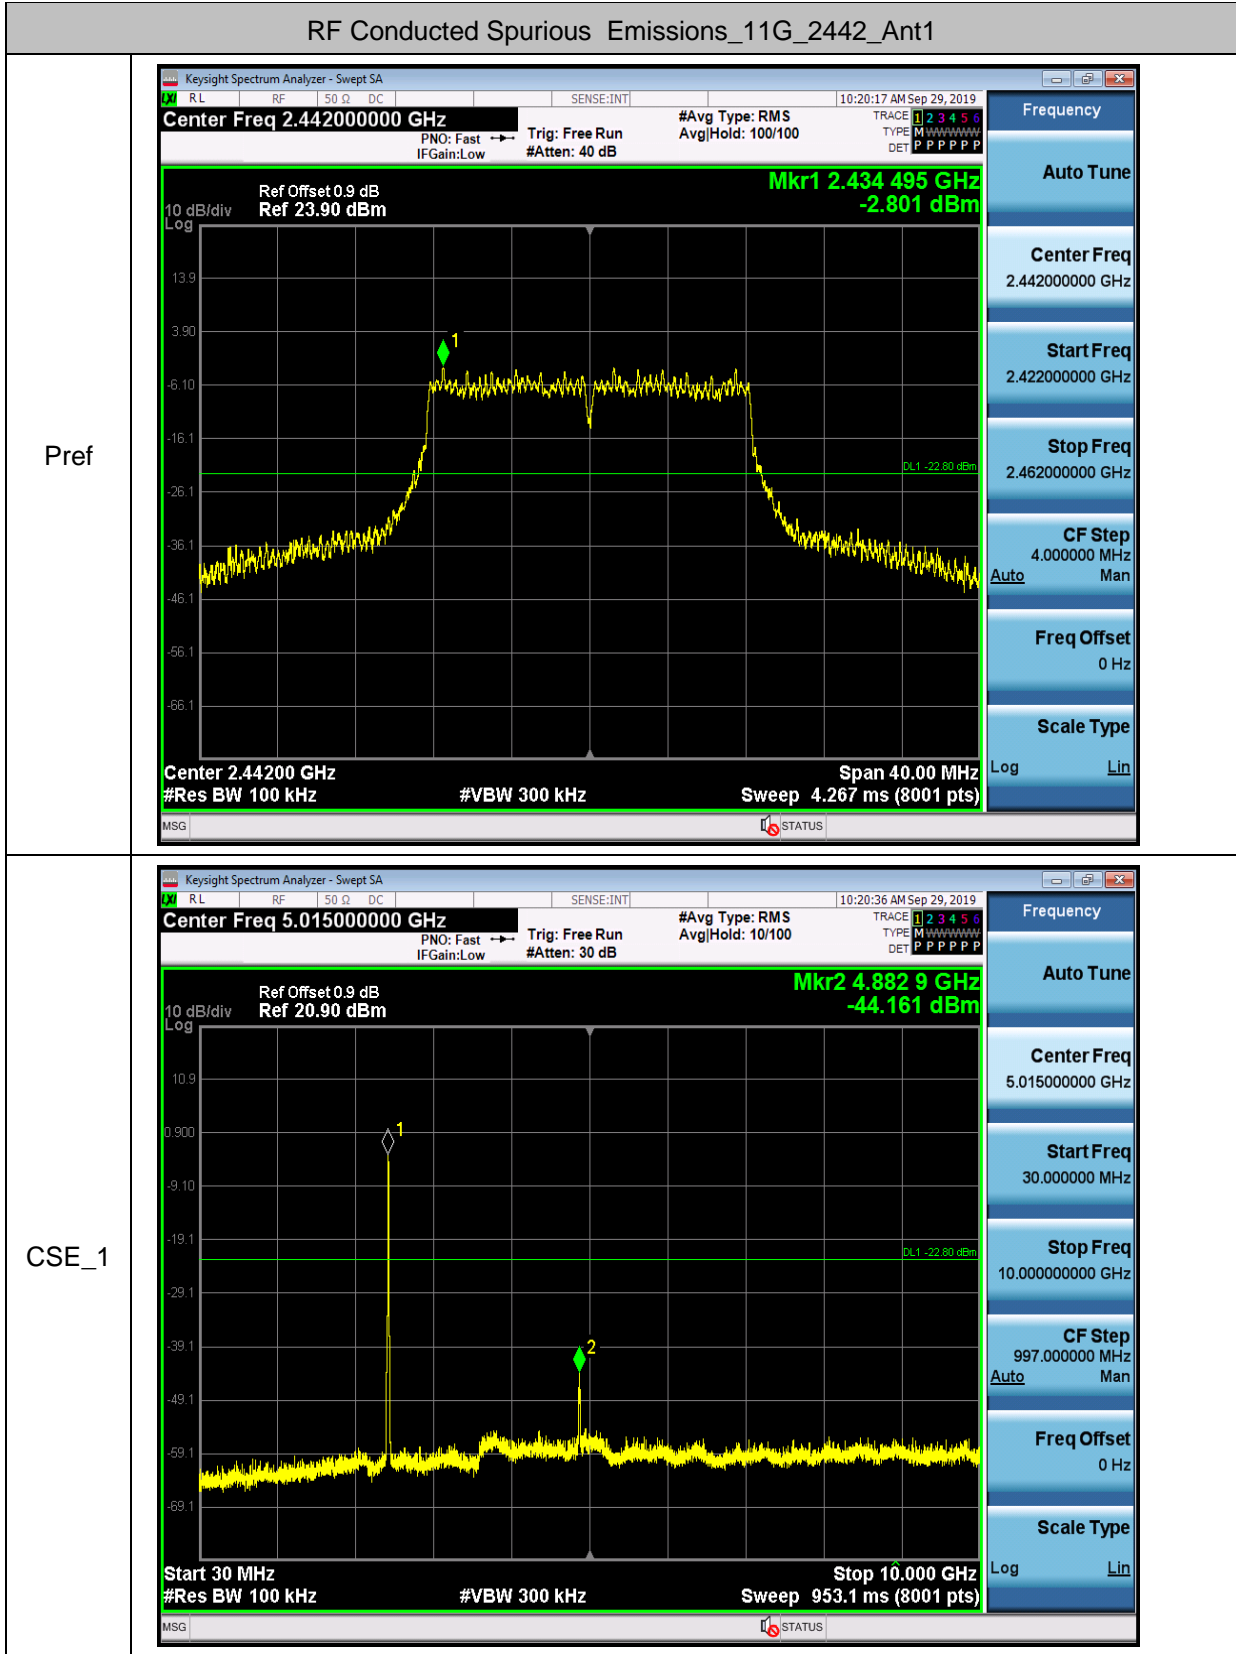 RF Conducted Spurious Emissions_11G_2442_Ant1
Pref
Keysight Spectrum Analyzer - Swept SA
LXI RL RF 50 Ω DC SENSE:INT 10:20:17 AM Sep 29, 2019
Center Freq 2.442000000 GHz
PNO: Fast
IFGain:Low
Trig: Free Run
#Atten: 40 dB
#Avg Type: RMS
Avg|Hold: 100/100
TRACE 1 2 3 4 5 6
TYPE M WWWWW
DET P P P P P P
Mkr1 2.434 495 GHz
-2.801 dBm
Ref Offset 0.9 dB
10 dB/div Ref 23.90 dBm
Log
13.9
3.90
-6.10
-16.1
-26.1
-36.1
-46.1
-56.1
-66.1
1
DL1 -22.80 dBm
Center 2.44200 GHz Span 40.00 MHz
#Res BW 100 kHz #VBW 300 kHz Sweep 4.267 ms (8001 pts)
MSG STATUS
Frequency
Auto Tune
Center Freq
2.442000000 GHz
Start Freq
2.422000000 GHz
Stop Freq
2.462000000 GHz
CF Step
4.000000 MHz
Auto Man
Freq Offset
0 Hz
Scale Type
Log Lin
CSE_1
Keysight Spectrum Analyzer - Swept SA
LXI RL RF 50 Ω DC SENSE:INT 10:20:36 AM Sep 29, 2019
Center Freq 5.015000000 GHz
PNO: Fast
IFGain:Low
Trig: Free Run
#Atten: 30 dB
#Avg Type: RMS
Avg|Hold: 10/100
TRACE 1 2 3 4 5 6
TYPE M WWWWW
DET P P P P P P
Mkr2 4.882 9 GHz
-44.161 dBm
Ref Offset 0.9 dB
10 dB/div Ref 20.90 dBm
Log
10.9
0.900
-9.10
-19.1
-29.1
-39.1
-49.1
-59.1
-69.1
1
2
DL1 -22.80 dBm
Start 30 MHz Stop 10.000 GHz
#Res BW 100 kHz #VBW 300 kHz Sweep 953.1 ms (8001 pts)
MSG STATUS
Frequency
Auto Tune
Center Freq
5.015000000 GHz
Start Freq
30.000000 MHz
Stop Freq
10.000000000 GHz
CF Step
997.000000 MHz
Auto Man
Freq Offset
0 Hz
Scale Type
Log Lin